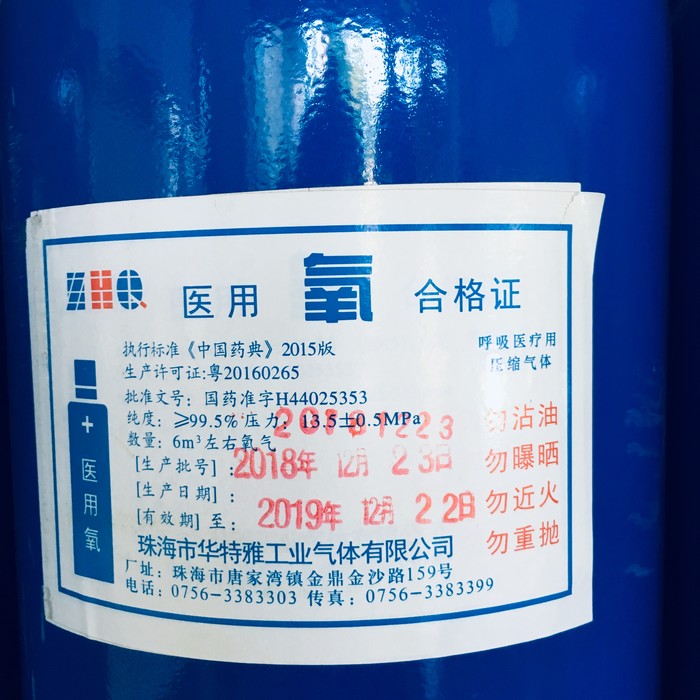 ZHQ 医用 氧 合格证
执行标准《中国药典》2015版
生产许可证:粤20160265
呼吸医疗用
压缩气体
批准文号：国药准字H44025353
纯度：≥99.5% 压力：13.5±0.5MPa
数量：6m³左右氧气
[生产批号]：20181223
[生产日期]：2018年 12月 23日
[有效期]至：2019年 12月 22日
勿沾油
勿曝晒
勿近火
勿重抛
+医用氧
珠海市华特雅工业气体有限公司
厂址：珠海市唐家湾镇金鼎金沙路159号
电话：0756-3383303 传真：0756-3383399